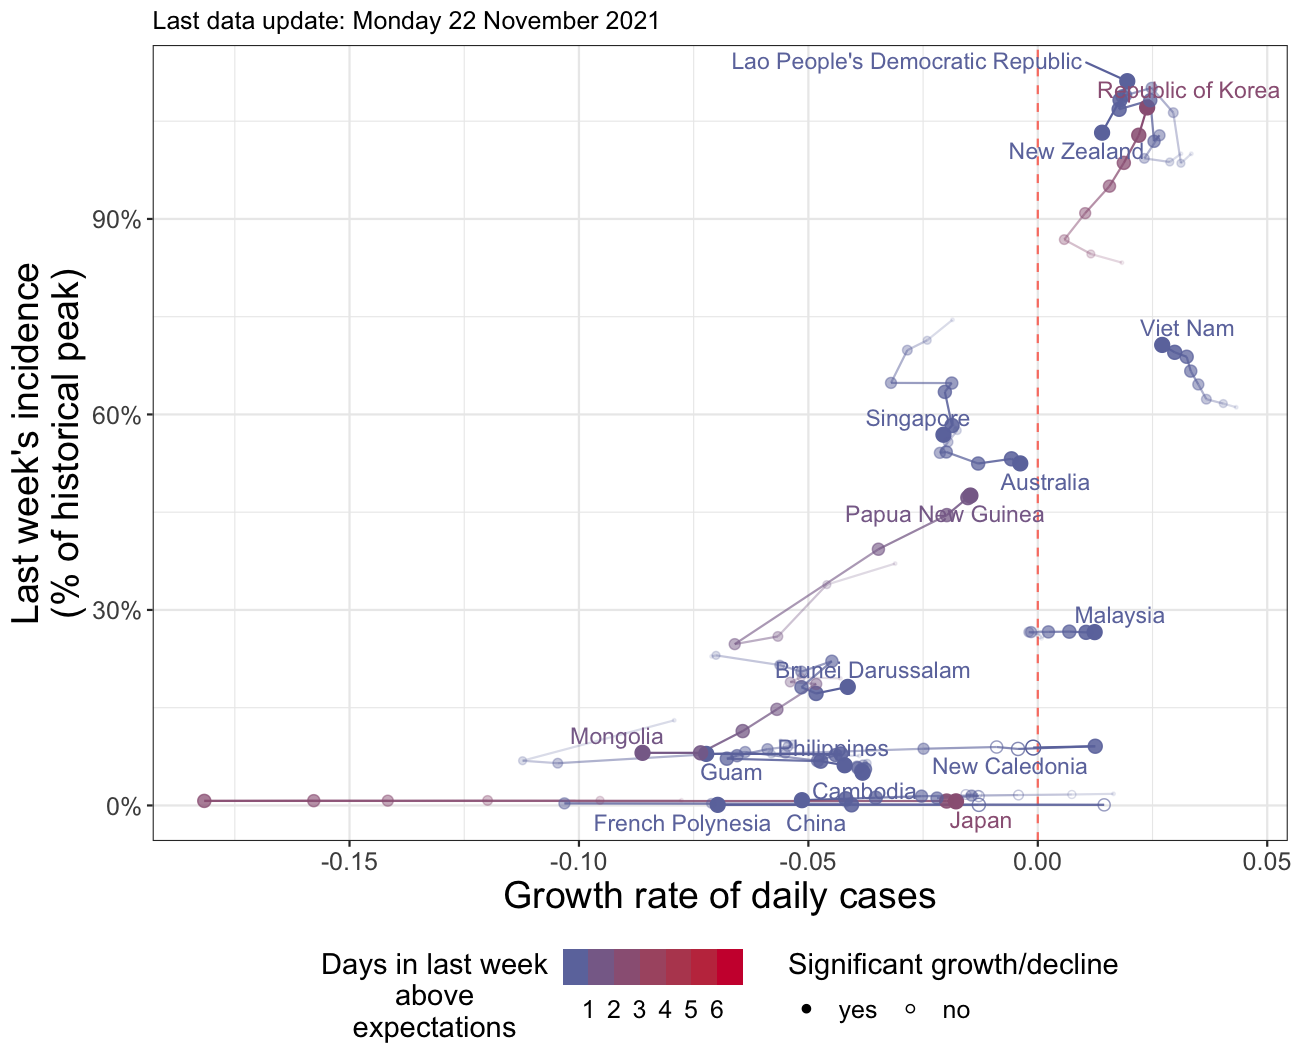 Last data update: Monday 22 November 2021
Lao People's Democratic Republic
Republic of Korea
New Zealand
90%
Viet Nam
60%
Singapore
Australia
Papua New Guinea
30%
Malaysia
Brunei Darussalam
Mongolia
Philippines
Guam
New Caledonia
Cambodia
0%
French Polynesia
China
Japan
Last week's incidence
(% of historical peak)
-0.15
-0.10
-0.05
0.00
0.05
Growth rate of daily cases
Days in last week
above
expectations
1 2 3 4 5 6
Significant growth/decline
yes
no